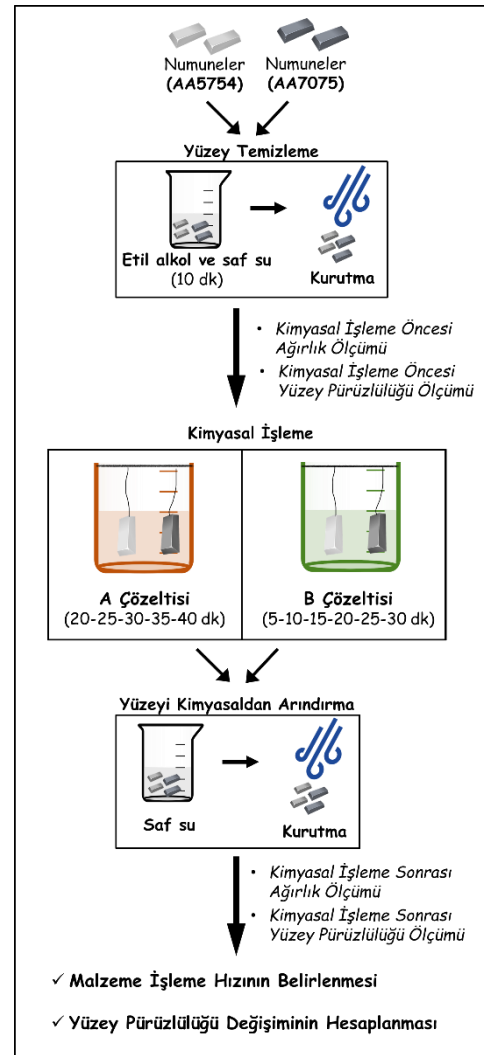 Numuneler
(AA5754)
Numuneler
(AA7075)
Yüzey Temizleme
Etil alkol ve saf su
(10 dk)
Kurutma
• Kimyasal İşleme Öncesi
Ağırlık Ölçümü
• Kimyasal İşleme Öncesi
Yüzey Pürüzlülüğü Ölçümü
Kimyasal İşleme
A Çözeltisi
(20-25-30-35-40 dk)
B Çözeltisi
(5-10-15-20-25-30 dk)
Yüzeyi Kimyasaldan Arındırma
Saf su
Kurutma
• Kimyasal İşleme Sonrası
Ağırlık Ölçümü
• Kimyasal İşleme Sonrası
Yüzey Pürüzlülüğü Ölçümü
✓ Malzeme İşleme Hızının Belirlenmesi
✓ Yüzey Pürüzlülüğü Değişiminin Hesaplanması